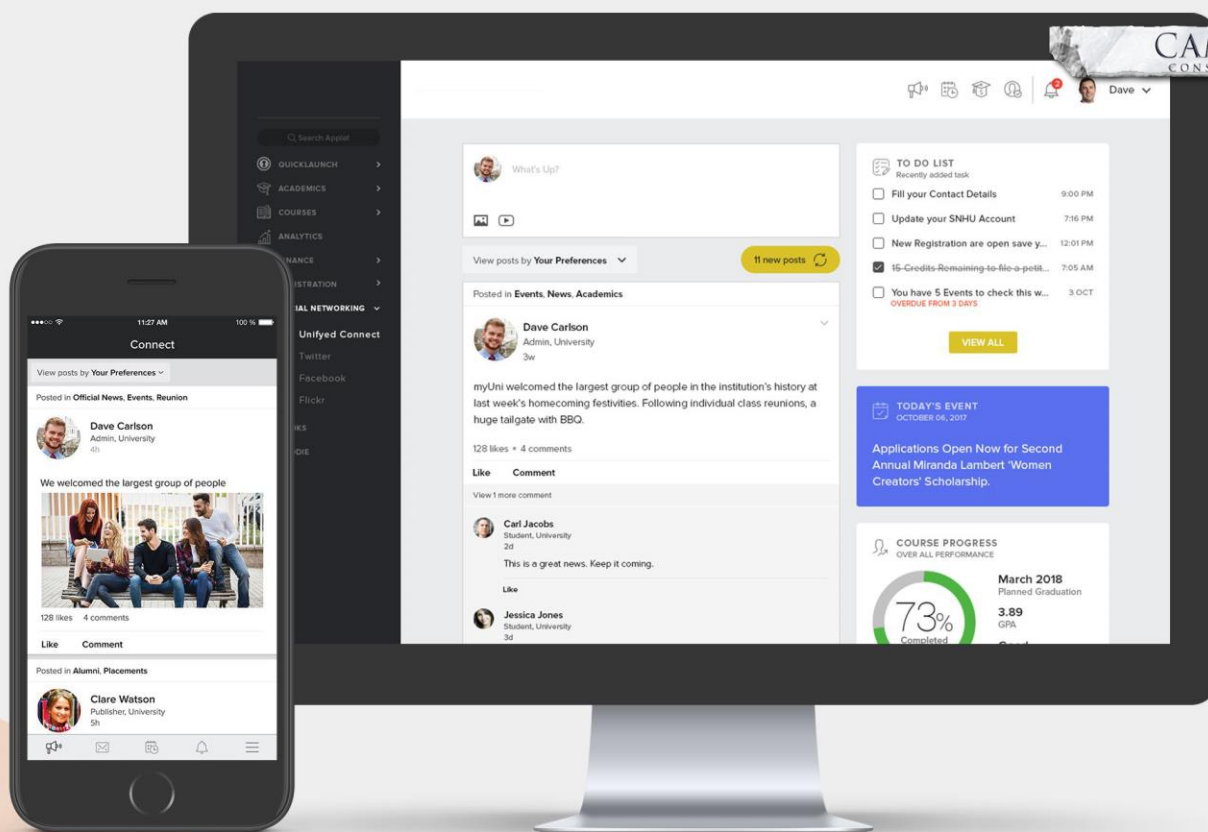 CA
CONS
Dave
Search Applet
QUICKLAUNCH
ACADEMICS
COURSES
ANALYTICS
NANCE
ISTRATION
IAL NETWORKING
Unifyed Connect
Twitter
Facebook
Flickr
KS
DIE
What's Up?
View posts by Your Preferences
11 new posts
Posted in Events, News, Academics
Dave Carlson
Admin, University
3w
myUni welcomed the largest group of people in the institution's history at
last week's homecoming festivities. Following individual class reunions, a
huge tailgate with BBQ.
128 likes • 4 comments
Like Comment
View 1 more comment
Carl Jacobs
Student, University
2d
This is a great news. Keep it coming.
Like
Jessica Jones
Student, University
3d
TO DO LIST
Recently added task
Fill your Contact Details 9:00 PM
Update your SNHU Account 7:16 PM
New Registration are open save y... 12:01 PM
15 Credits Remaining to file a petit... 7:05 AM
You have 5 Events to check this w... 3 OCT
OVERDUE FROM 3 DAYS
VIEW ALL
TODAY'S EVENT
OCTOBER 06, 2017
Applications Open Now for Second
Annual Miranda Lambert 'Women
Creators' Scholarship.
COURSE PROGRESS
OVER ALL PERFORMANCE
73%
Completed
March 2018
Planned Graduation
3.89
GPA
11:27 AM 100 %
Connect
View posts by Your Preferences
Posted in Official News, Events, Reunion
Dave Carlson
Admin, University
4h
We welcomed the largest group of people
128 likes 4 comments
Like Comment
Posted in Alumni, Placements
Clare Watson
Publisher, University
5h